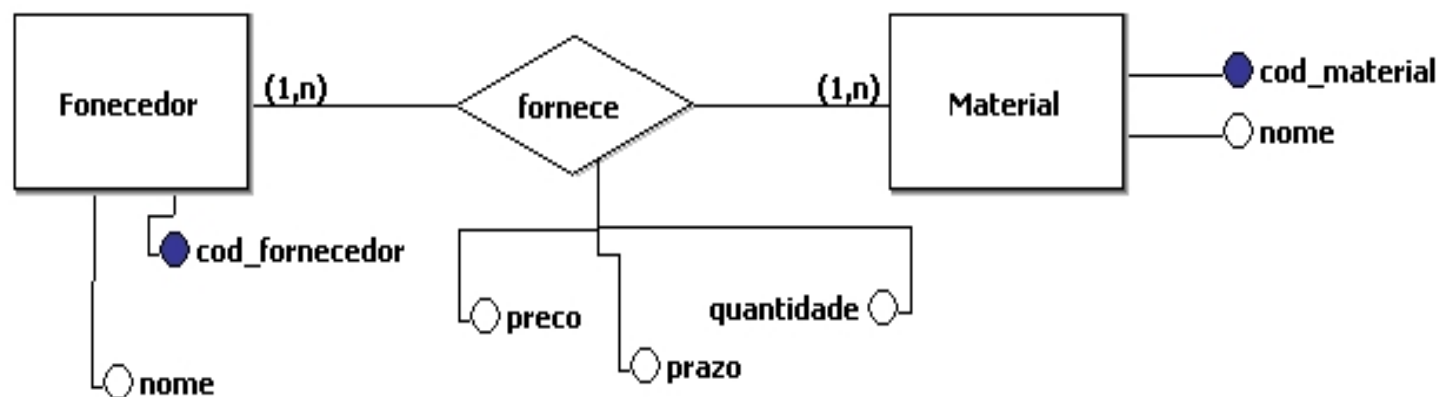 Fonecedor
(1,n)
fornece
(1,n)
Material
cod_material
nome
cod_fornecedor
preco
quantidade
prazo
nome